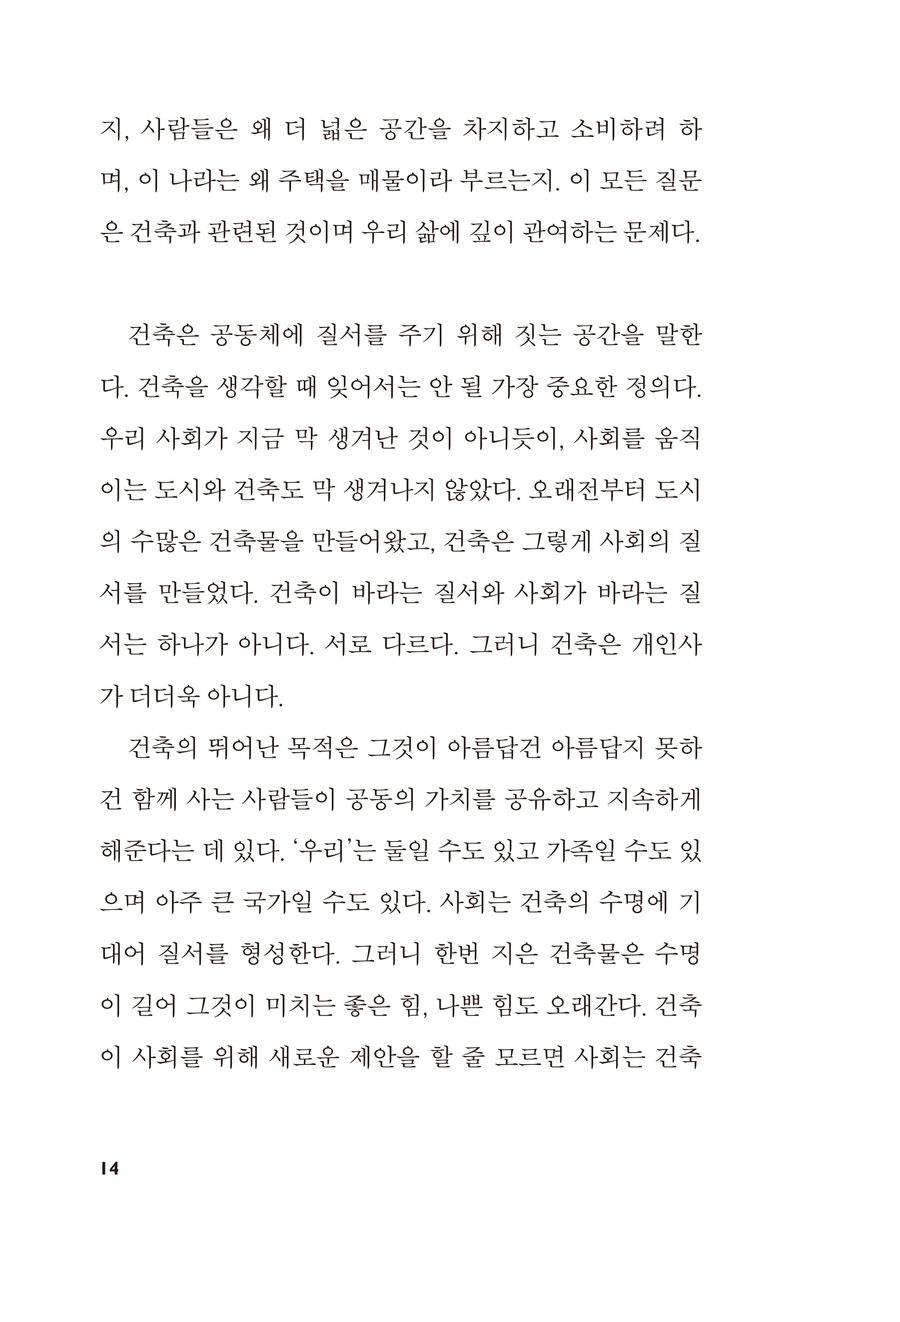 지, 사람들은 왜 더 넓은 공간을 차지하고 소비하려 하
며, 이 나라는 왜 주택을 매물이라 부르는지. 이 모든 질문
은 건축과 관련된 것이며 우리 삶에 깊이 관여하는 문제다.
건축은 공동체에 질서를 주기 위해 짓는 공간을 말한
다. 건축을 생각할 때 잊어서는 안 될 가장 중요한 정의다.
우리 사회가 지금 막 생겨난 것이 아니듯이, 사회를 움직
이는 도시와 건축도 막 생겨나지 않았다. 오래전부터 도시
의 수많은 건축물을 만들어왔고, 건축은 그렇게 사회의 질
서를 만들었다. 건축이 바라는 질서와 사회가 바라는 질
서는 하나가 아니다. 서로 다르다. 그러니 건축은 개인사
가 더더욱 아니다.
건축의 뛰어난 목적은 그것이 아름답건 아름답지 못하
건 함께 사는 사람들이 공동의 가치를 공유하고 지속하게
해준다는 데 있다. ‘우리’는 둘일 수도 있고 가족일 수도 있
으며 아주 큰 국가일 수도 있다. 사회는 건축의 수명에 기
대어 질서를 형성한다. 그러니 한번 지은 건축물은 수명
이 길어 그것이 미치는 좋은 힘, 나쁜 힘도 오래간다. 건축
이 사회를 위해 새로운 제안을 할 줄 모르면 사회는 건축
14